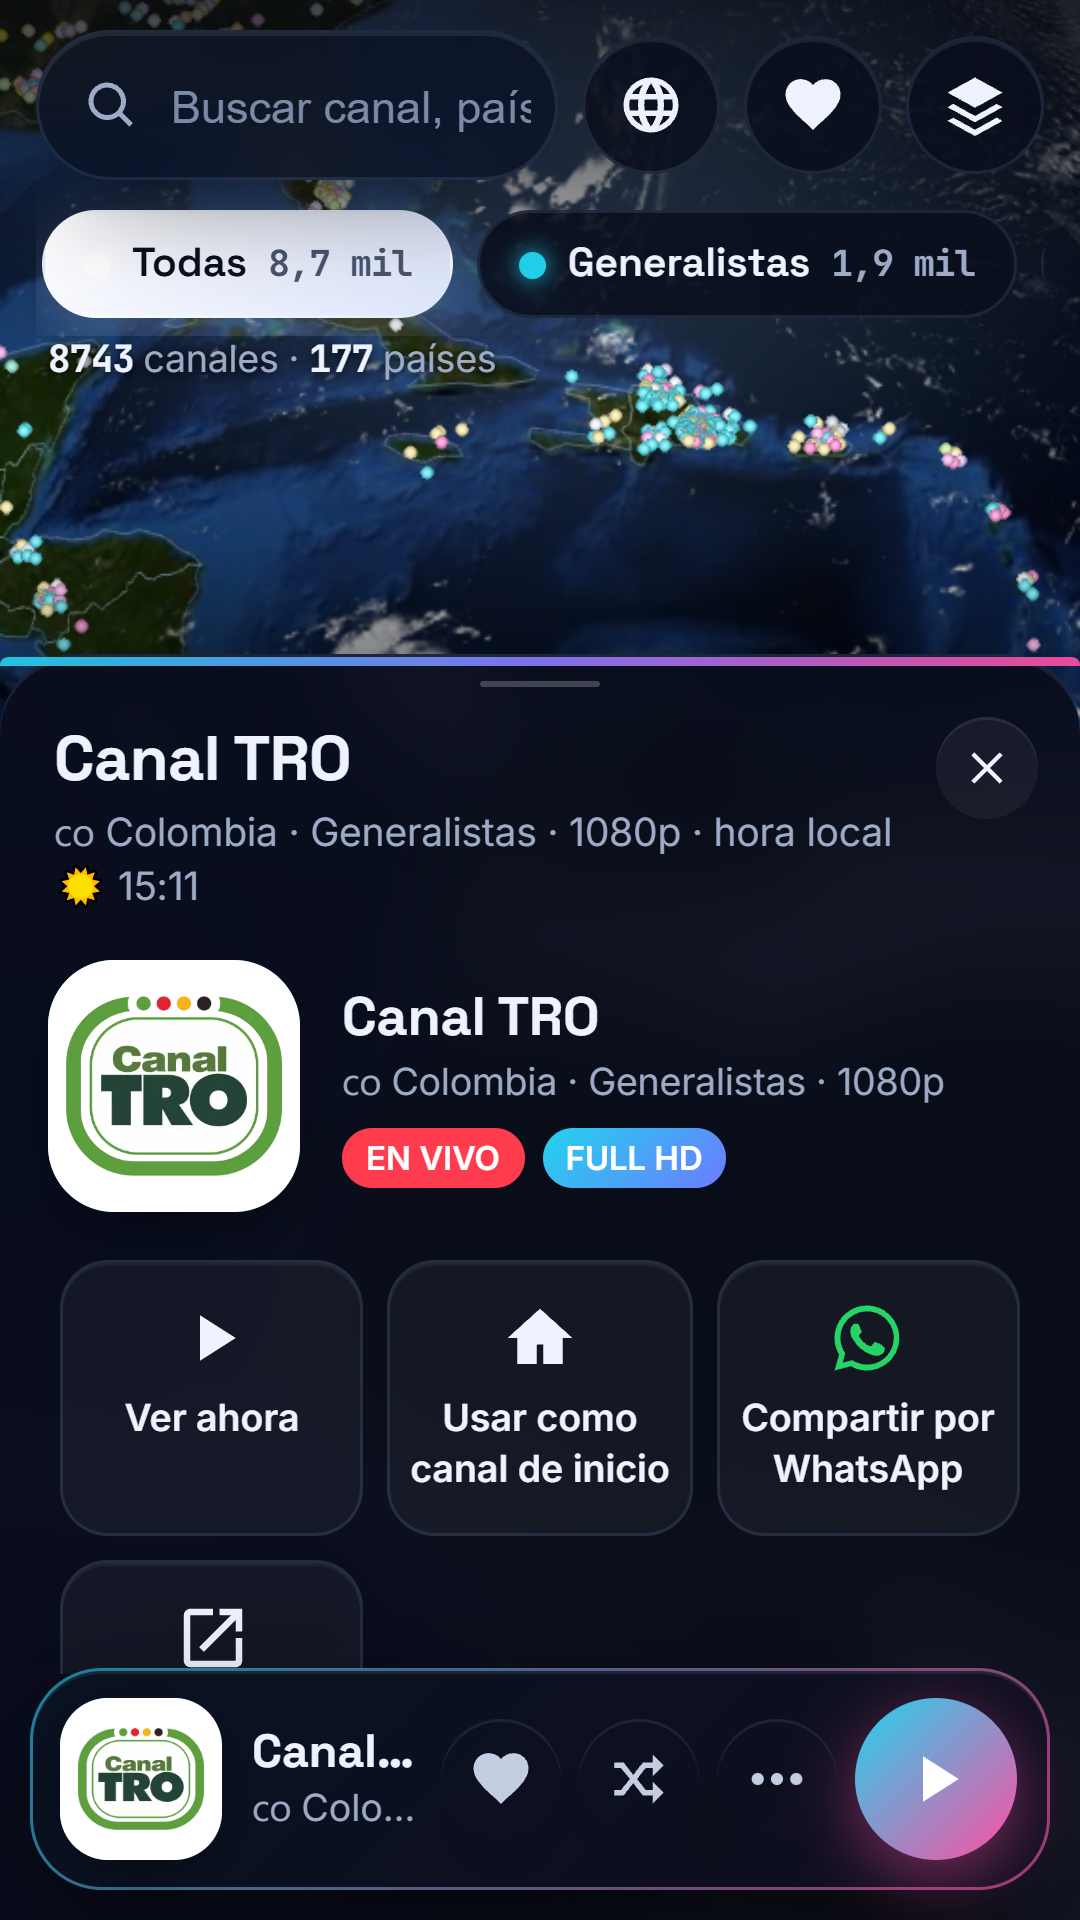 Buscar canal, país
Todas 8,7 mil
Generalistas 1,9 mil
8743 canales · 177 países
Canal TRO
co Colombia · Generalistas · 1080p · hora local
15:11
Canal
TRO
Canal TRO
co Colombia · Generalistas · 1080p
EN VIVO
FULL HD
Ver ahora
Usar como
canal de inicio
Compartir por
WhatsApp
Canal
TRO
Canal...
co Colo...